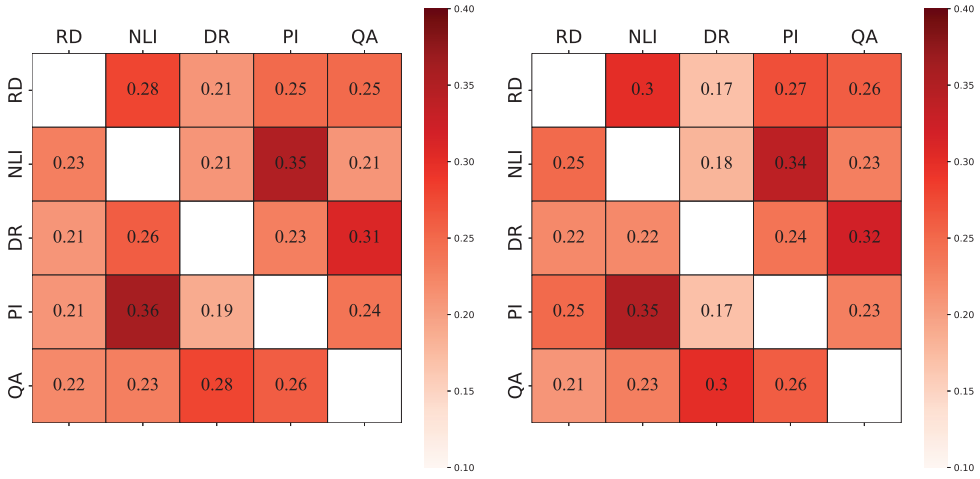 RD NLI DR PI QA
RD 0.28 0.21 0.25 0.25
NLI 0.23 0.21 0.35 0.21
DR 0.21 0.26 0.23 0.31
PI 0.21 0.36 0.19 0.24
QA 0.22 0.23 0.28 0.26
0.40
0.35
0.30
0.25
0.20
0.15
0.10
RD NLI DR PI QA
RD 0.3 0.17 0.27 0.26
NLI 0.25 0.18 0.34 0.23
DR 0.22 0.22 0.24 0.32
PI 0.25 0.35 0.17 0.23
QA 0.21 0.23 0.3 0.26
0.40
0.35
0.30
0.25
0.20
0.15
0.10